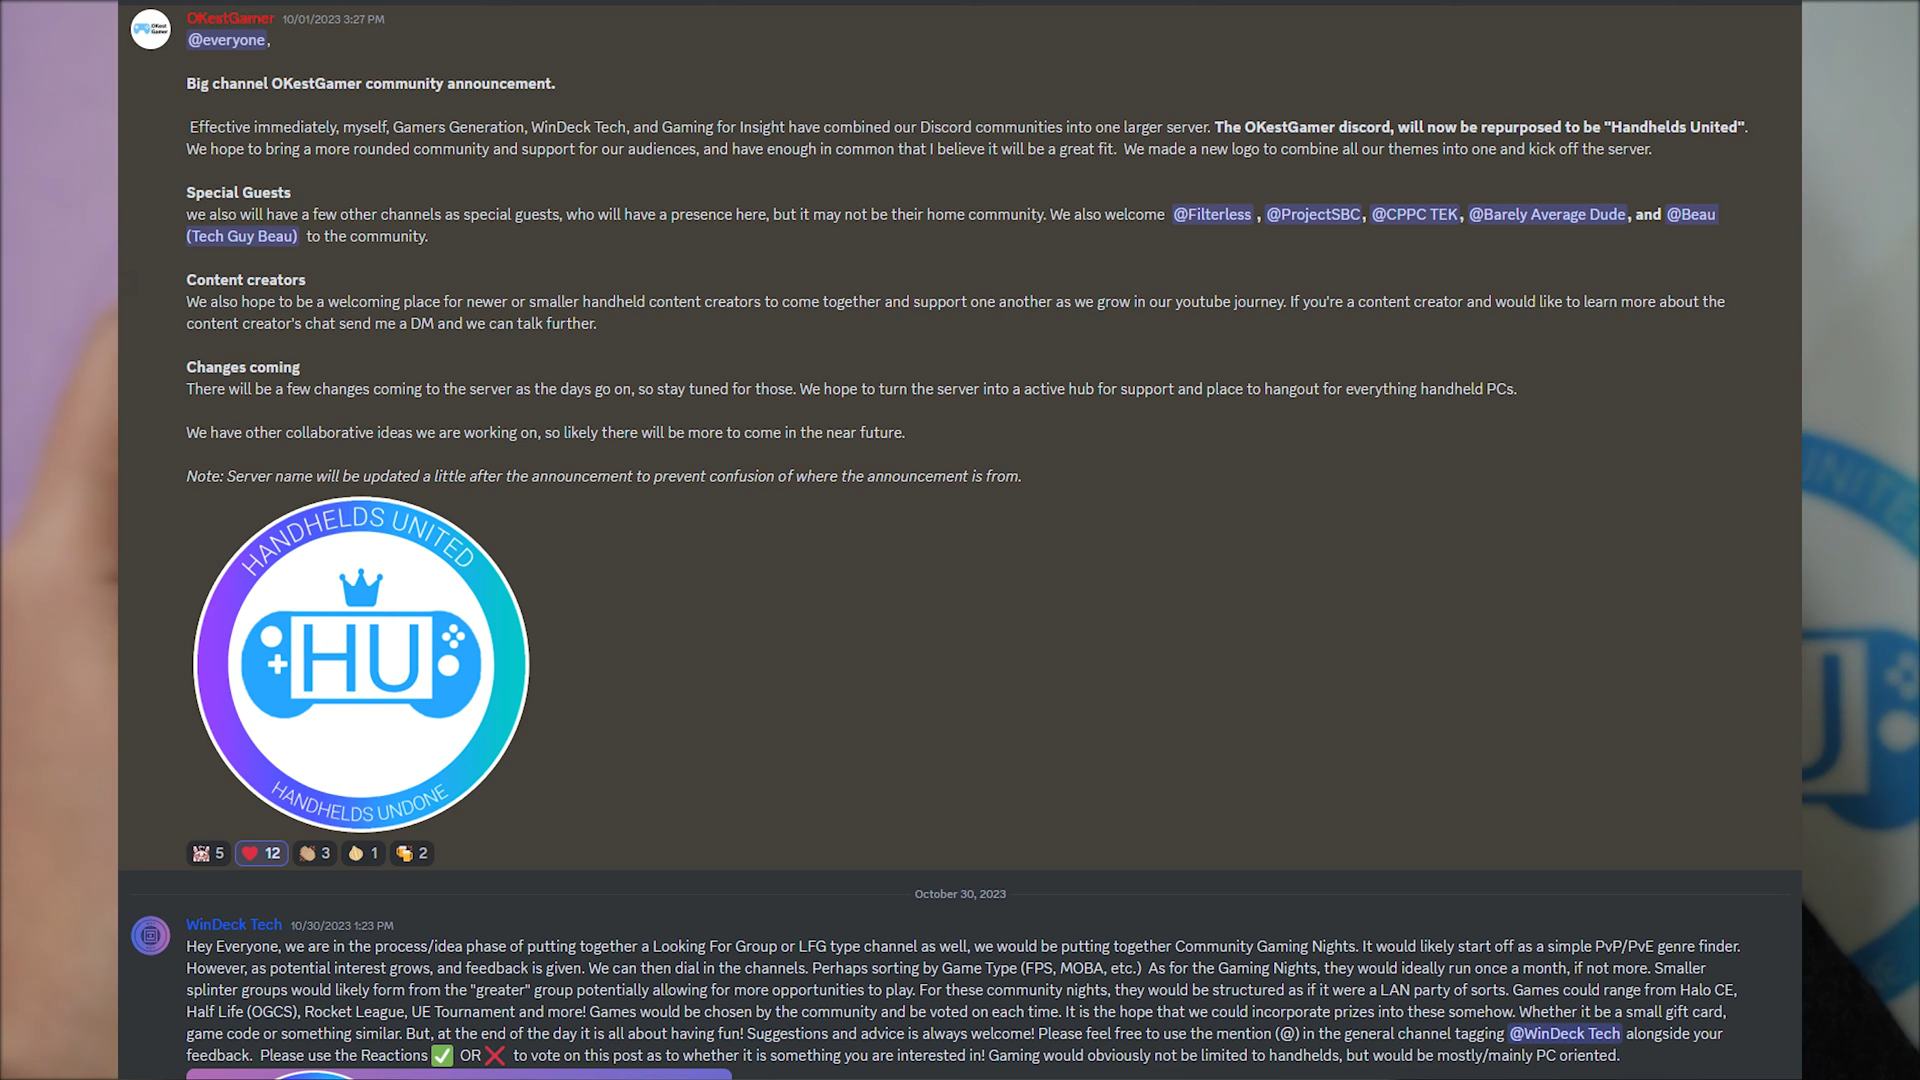 OKestGamer 10/01/2023 3:27 PM
@everyone,
Big channel OKestGamer community announcement.
Effective immediately, myself, Gamers Generation, WinDeck Tech, and Gaming for Insight have combined our Discord communities into one larger server. The OKestGamer discord, will now be repurposed to be "Handhelds United".
We hope to bring a more rounded community and support for our audiences, and have enough in common that I believe it will be a great fit. We made a new logo to combine all our themes into one and kick off the server.
Special Guests
we also will have a few other channels as special guests, who will have a presence here, but it may not be their home community. We also welcome @Filterless , @ProjectSBC, @CPPC TEK, @Barely Average Dude, and @Beau
(Tech Guy Beau) to the community.
Content creators
We also hope to be a welcoming place for newer or smaller handheld content creators to come together and support one another as we grow in our youtube journey. If you're a content creator and would like to learn more about the
content creator's chat send me a DM and we can talk further.
Changes coming
There will be a few changes coming to the server as the days go on, so stay tuned for those. We hope to turn the server into a active hub for support and place to hangout for everything handheld PCs.
We have other collaborative ideas we are working on, so likely there will be more to come in the near future.
Note: Server name will be updated a little after the announcement to prevent confusion of where the announcement is from.
HANDHELDS UNITED
HU
HANDHELDS UNDONE
5 12 3 1 2
October 30, 2023
WinDeck Tech 10/30/2023 1:23 PM
Hey Everyone, we are in the process/idea phase of putting together a Looking For Group or LFG type channel as well, we would be putting together Community Gaming Nights. It would likely start off as a simple PvP/PvE genre finder.
However, as potential interest grows, and feedback is given. We can then dial in the channels. Perhaps sorting by Game Type (FPS, MOBA, etc.) As for the Gaming Nights, they would ideally run once a month, if not more. Smaller
splinter groups would likely form from the "greater" group potentially allowing for more opportunities to play. For these community nights, they would be structured as if it were a LAN party of sorts. Games could range from Halo CE,
Half Life (OGCS), Rocket League, UE Tournament and more! Games would be chosen by the community and be voted on each time. It is the hope that we could incorporate prizes into these somehow. Whether it be a small gift card,
game code or something similar. But, at the end of the day it is all about having fun! Suggestions and advice is always welcome! Please feel free to use the mention (@) in the general channel tagging @WinDeck Tech alongside your
feedback. Please use the Reactions ✅ OR ❌ to vote on this post as to whether it is something you are interested in! Gaming would obviously not be limited to handhelds, but would be mostly/mainly PC oriented.